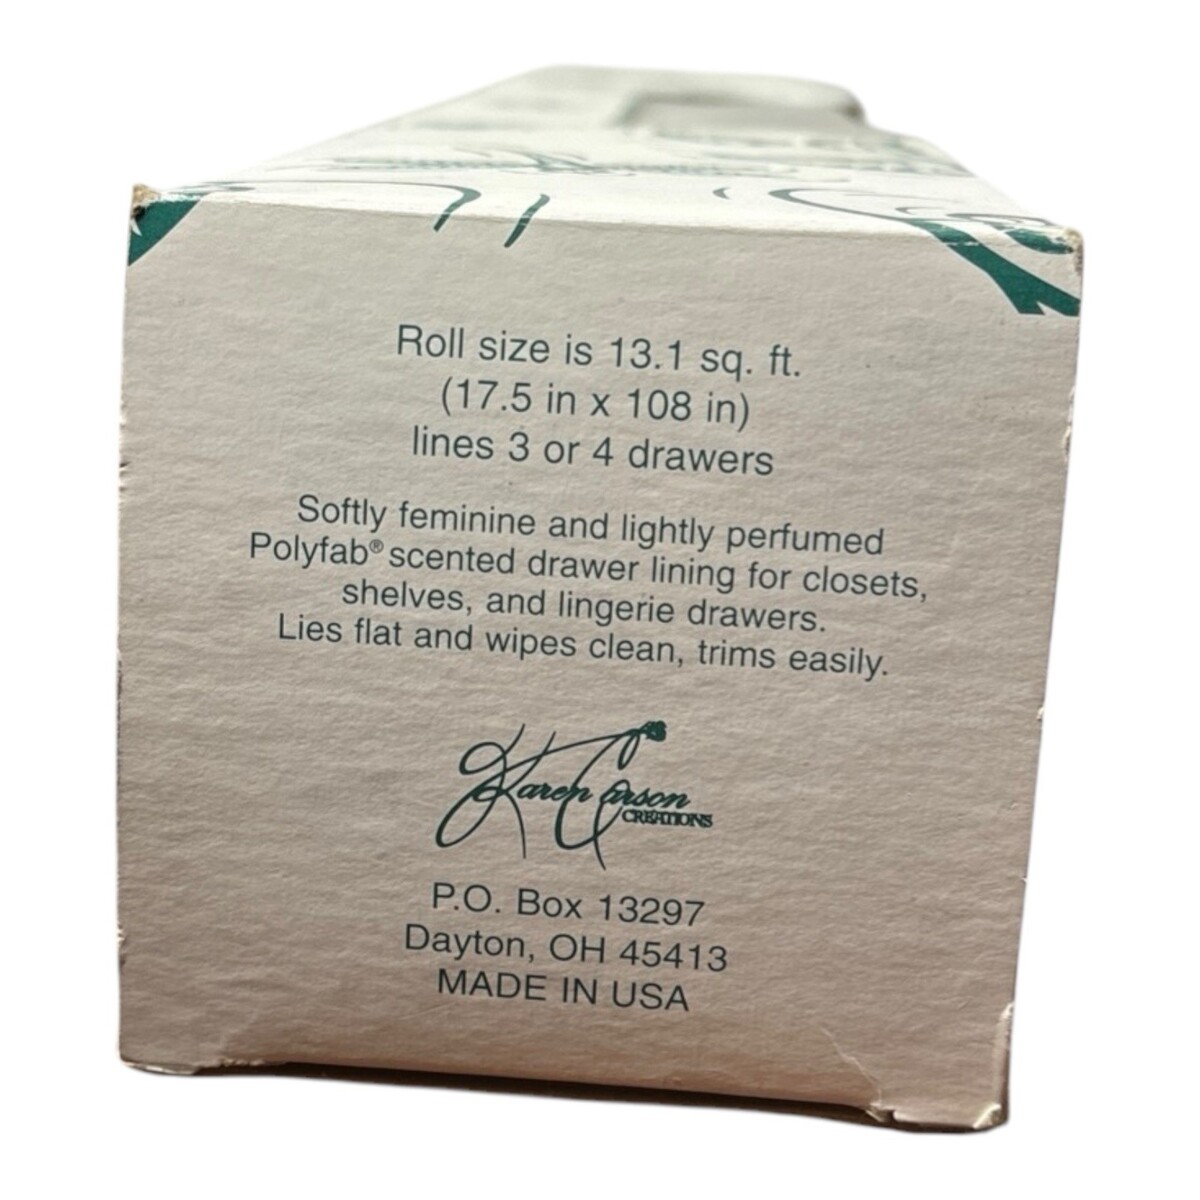 Roll size is 13.1 sq. ft.
(17.5 in x 108 in)
lines 3 or 4 drawers
Softly feminine and lightly perfumed
Polyfab® scented drawer lining for closets,
shelves, and lingerie drawers.
Lies flat and wipes clean, trims easily.
Karen Carson
CREATIONS
P.O. Box 13297
Dayton, OH 45413
MADE IN USA